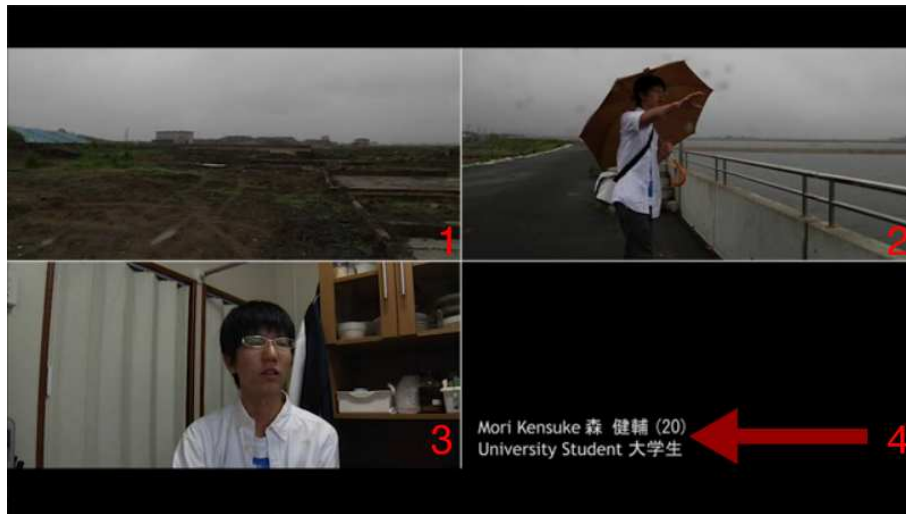 1
2
3
Mori Kensuke 森 健輔 (20)
University Student 大学生
4